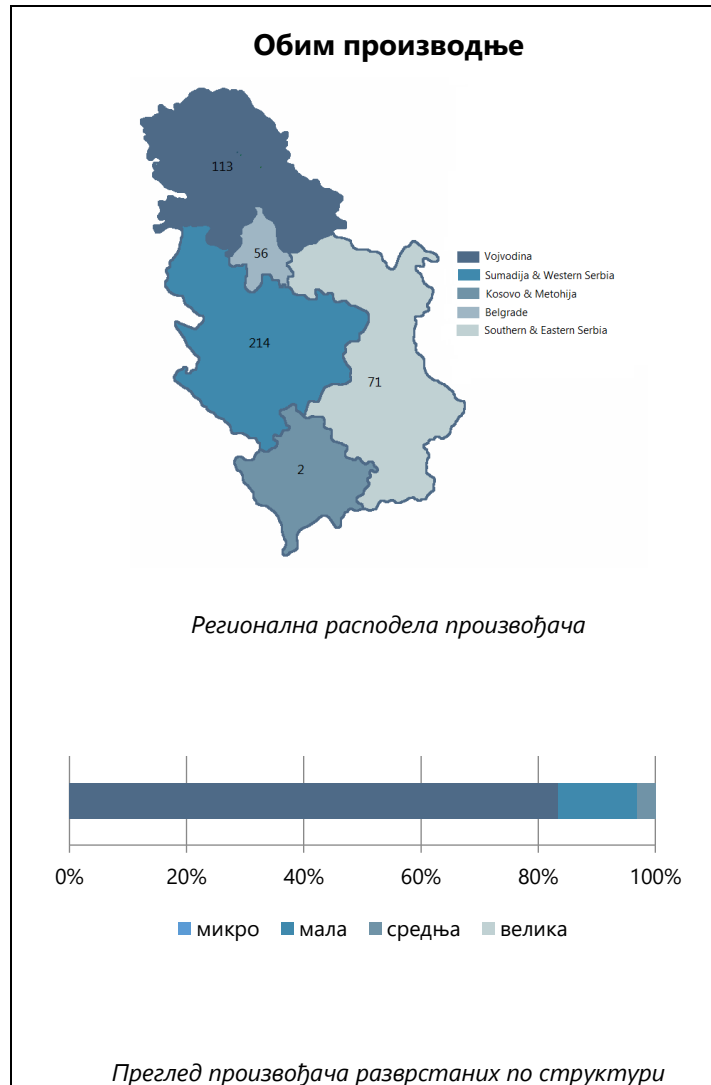 Обим производње
113
56
214
71
2
Vojvodina
Sumadija & Western Serbia
Kosovo & Metohija
Belgrade
Southern & Eastern Serbia
Регионална расподела произвођача
0% 20% 40% 60% 80% 100%
микро мала средња велика
Преглед произвођача разврстаних по структури